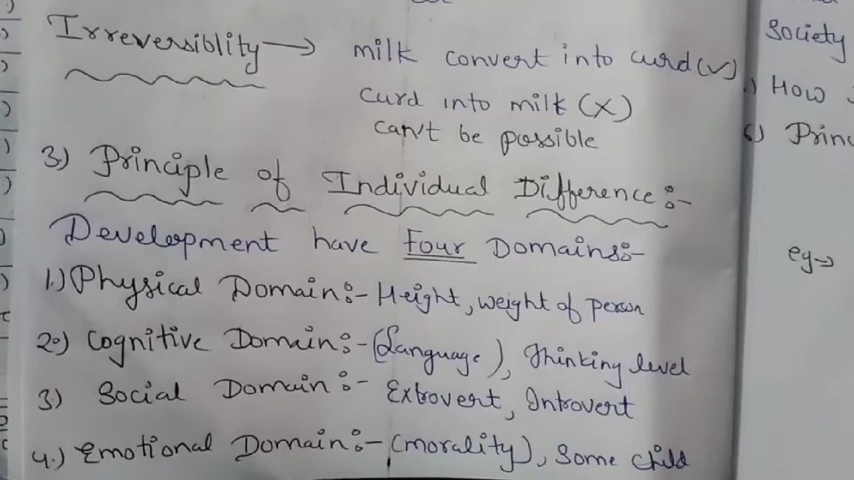 Irreversiblity → milk convert into curd (✓)
curd into milk (X)
can't be possible
3) Principle of Individual Difference:-
Development have Four Domains:-
1.) Physical Domain:- Height, weight of person
2.) Cognitive Domain:- (Language), Thinking level
3) Social Domain:- Extrovert, Introvert
4.) Emotional Domain:- (morality), Some child
Society
How
Princ
eg→